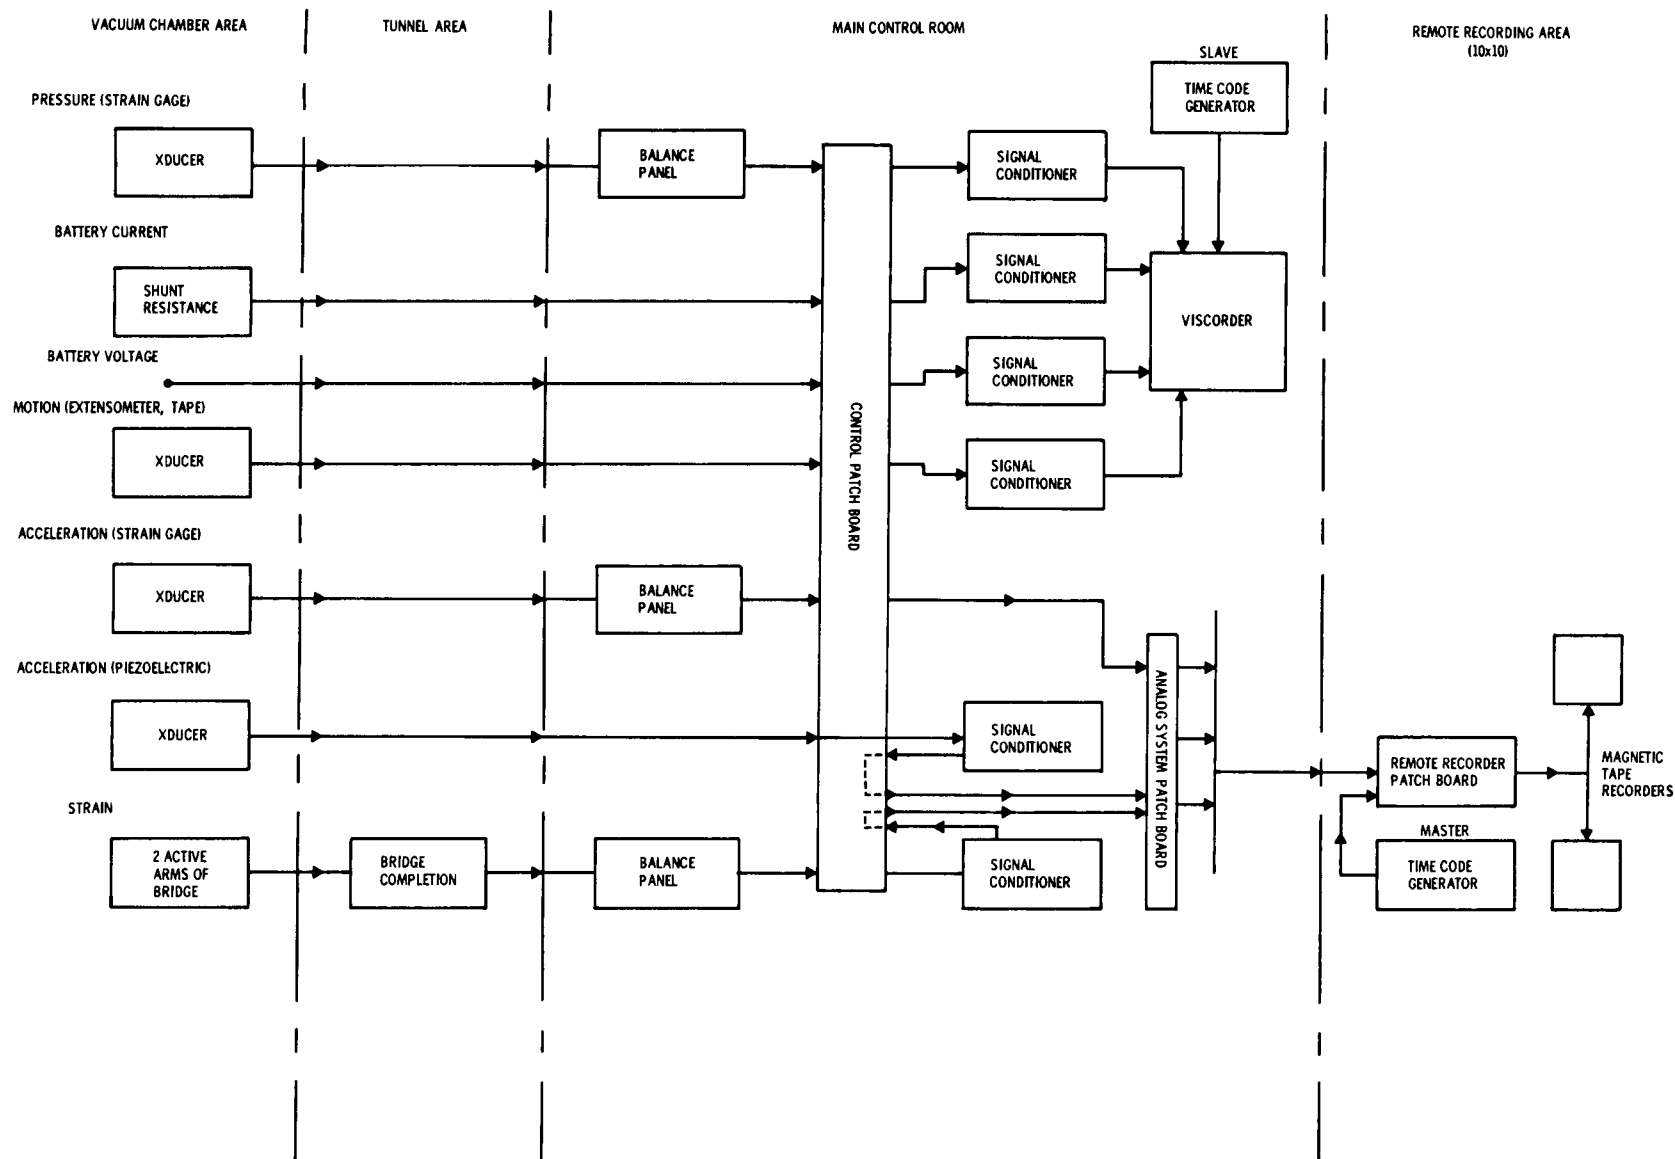 VACUUM CHAMBER AREA
TUNNEL AREA
MAIN CONTROL ROOM
REMOTE RECORDING AREA
(10x10)
SLAVE
TIME CODE
GENERATOR
PRESSURE (STRAIN GAGE)
XDUCER
BALANCE
PANEL
SIGNAL
CONDITIONER
BATTERY CURRENT
SHUNT
RESISTANCE
SIGNAL
CONDITIONER
VISCORDER
BATTERY VOLTAGE
SIGNAL
CONDITIONER
MOTION (EXTENSOMETER, TAPE)
XDUCER
SIGNAL
CONDITIONER
CONTROL PATCH BOARD
ACCELERATION (STRAIN GAGE)
XDUCER
BALANCE
PANEL
ACCELERATION (PIEZOELECTRIC)
XDUCER
SIGNAL
CONDITIONER
ANALOG SYSTEM PATCH BOARD
REMOTE RECORDER
PATCH BOARD
MAGNETIC
TAPE
RECORDERS
STRAIN
2 ACTIVE
ARMS OF
BRIDGE
BRIDGE
COMPLETION
BALANCE
PANEL
SIGNAL
CONDITIONER
MASTER
TIME CODE
GENERATOR